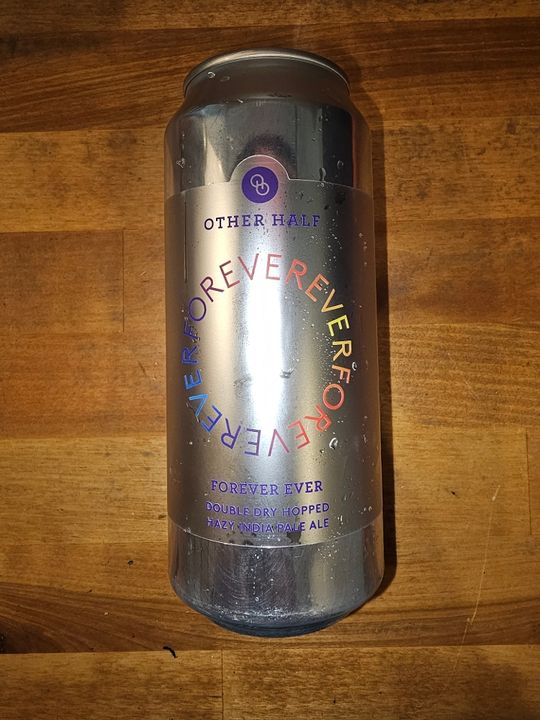 OTHER HALF
FOREVEREVERFOREVEREVER
FOREVER EVER
DOUBLE DRY HOPPED
HAZY INDIA PALE ALE